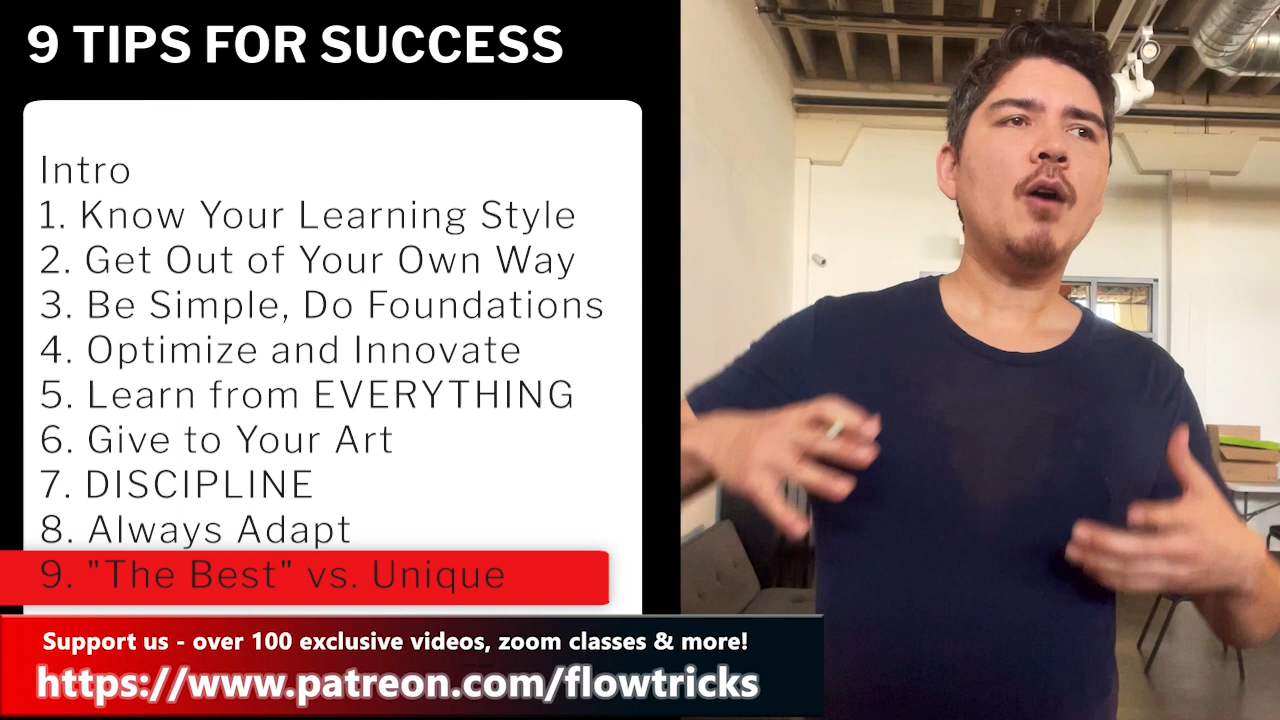 9 TIPS FOR SUCCESS
Intro
1. Know Your Learning Style
2. Get Out of Your Own Way
3. Be Simple, Do Foundations
4. Optimize and Innovate
5. Learn from EVERYTHING
6. Give to Your Art
7. DISCIPLINE
8. Always Adapt
9. "The Best" vs. Unique
Support us - over 100 exclusive videos, zoom classes & more!
https://www.patreon.com/flowtricks